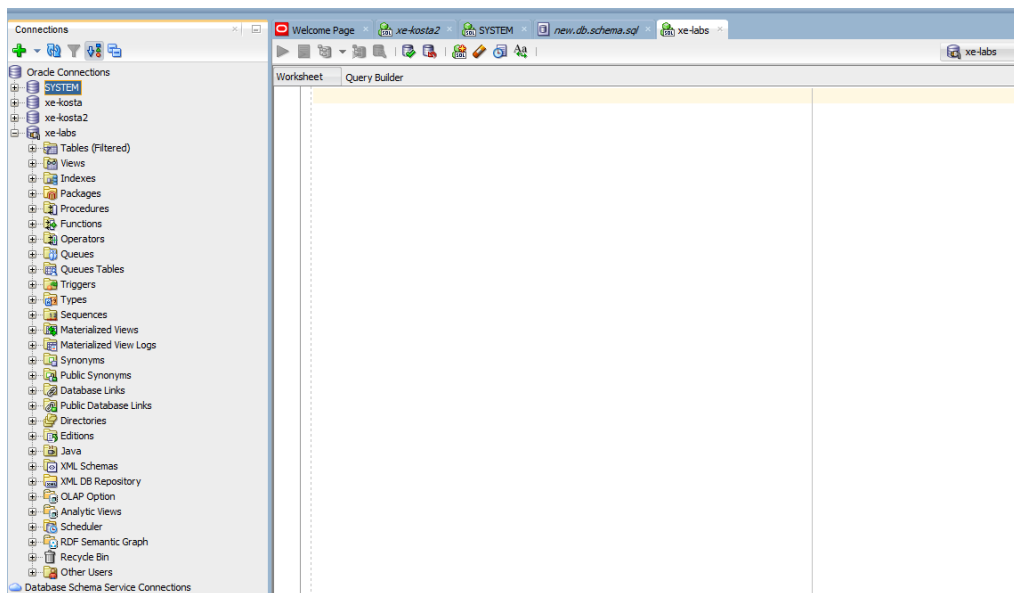 Connections
Oracle Connections
SYSTEM
xe-kosta
xe-kosta2
xe-labs
Tables (Filtered)
Views
Indexes
Packages
Procedures
Functions
Operators
Queues
Queues Tables
Triggers
Types
Sequences
Materialized Views
Materialized View Logs
Synonyms
Public Synonyms
Database Links
Public Database Links
Directories
Editions
Java
XML Schemas
XML DB Repository
OLAP Option
Analytic Views
Scheduler
RDF Semantic Graph
Recycle Bin
Other Users
Database Schema Service Connections
Welcome Page xe-kosta2 SYSTEM new.db.schema.sql xe-labs
xe-labs
Worksheet Query Builder